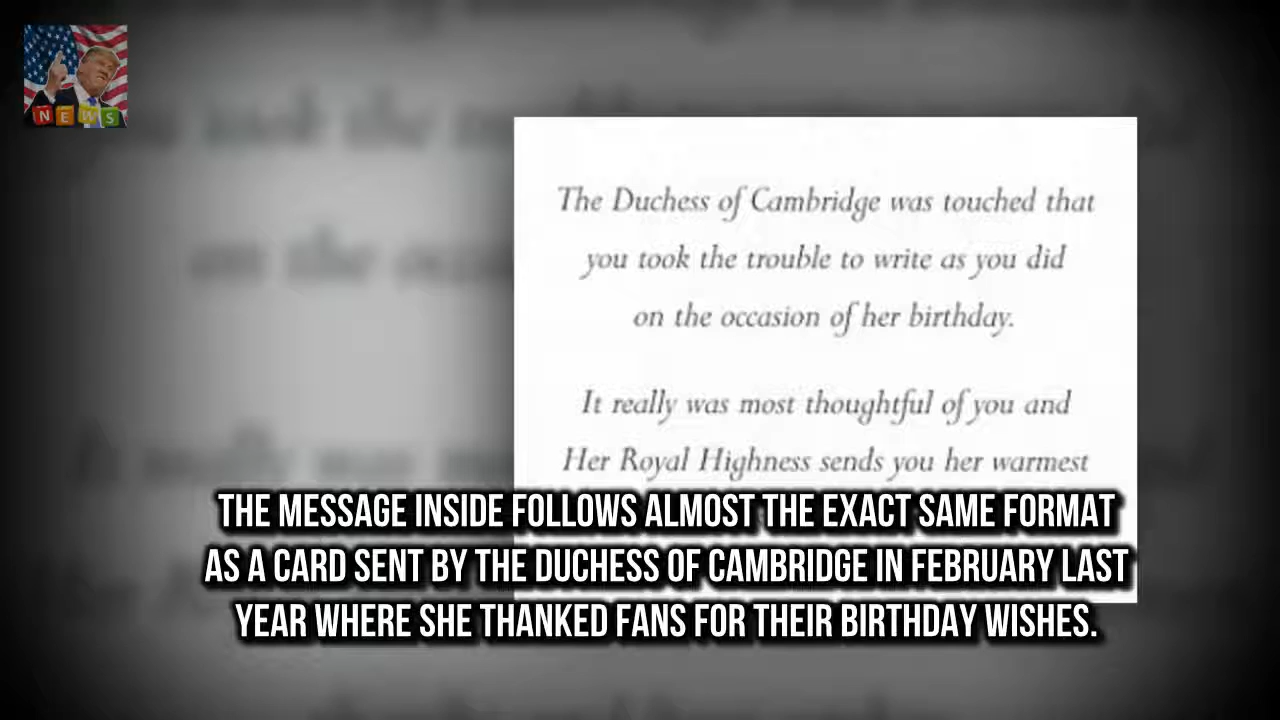 NEWS
The Duchess of Cambridge was touched that
you took the trouble to write as you did
on the occasion of her birthday.
It really was most thoughtful of you and
Her Royal Highness sends you her warmest
THE MESSAGE INSIDE FOLLOWS ALMOST THE EXACT SAME FORMAT
AS A CARD SENT BY THE DUCHESS OF CAMBRIDGE IN FEBRUARY LAST
YEAR WHERE SHE THANKED FANS FOR THEIR BIRTHDAY WISHES.